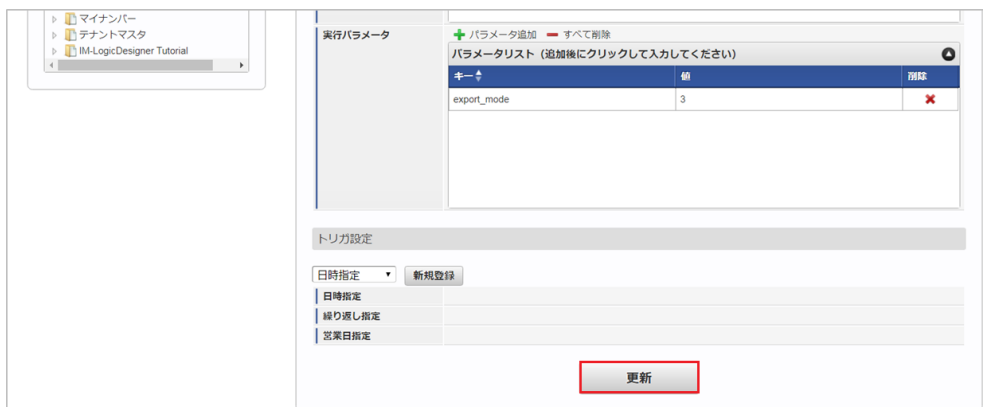 マイナンバー
テナントマスタ
IM-LogicDesigner Tutorial
実行パラメータ
パラメータ追加 すべて削除
パラメータリスト（追加後にクリックして入力してください）
キー 値 削除
export_mode 3
トリガ設定
日時指定 新規登録
日時指定
繰り返し指定
営業日指定
更新